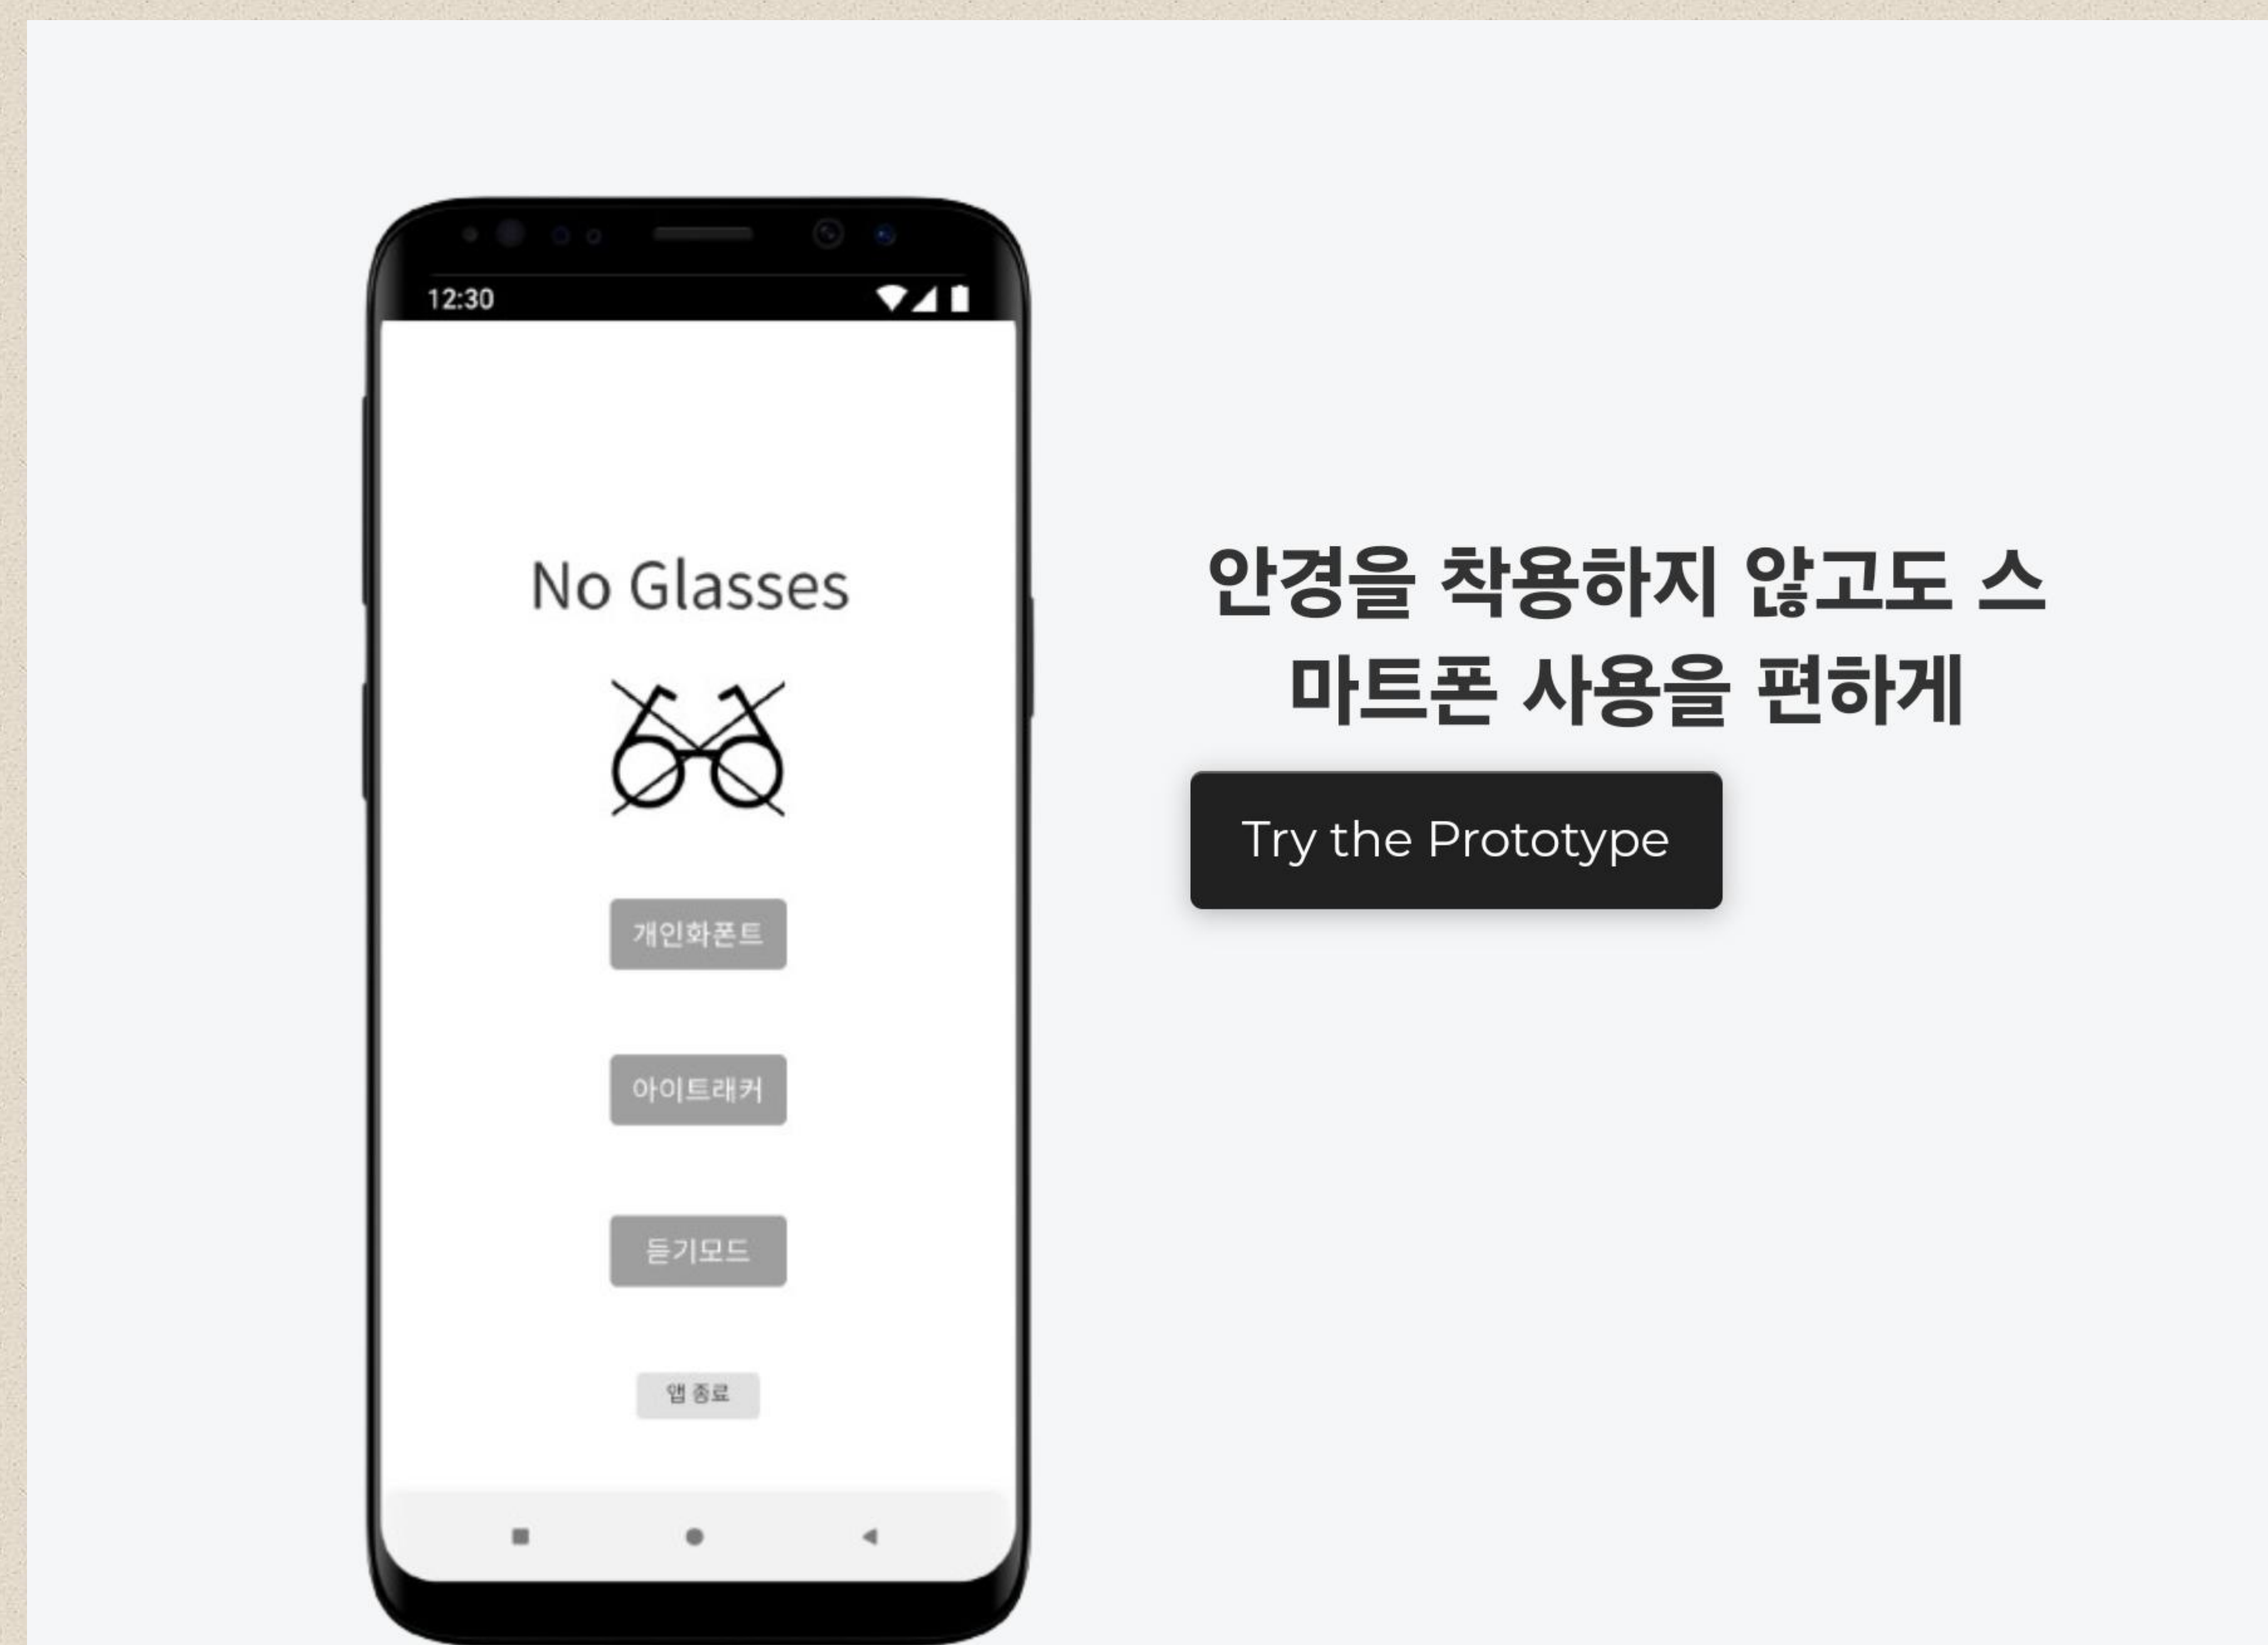 12:30
No Glasses
개인화폰트
아이트래커
듣기모드
앱 종료
안경을 착용하지 않고도 스
마트폰 사용을 편하게
Try the Prototype